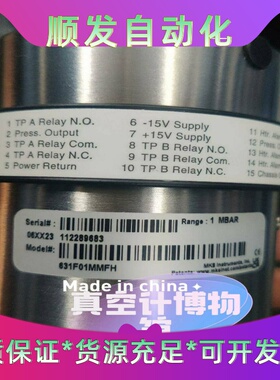 顺发自动化
1 TP A Relay N.O.
2 Press. Output
3 TP A Relay Com.
4 TP A Relay N.C.
5 Power Return
6 -15V Supply
7 +15V Supply
8 TP B Relay N.O.
9 TP B Relay Com.
10 TP B Relay N.C.
Serial#: Range: 1 MBAR
06XX23 112289683
Model#: MKS Instruments, Inc.
631F01MMFH
Made in china
真空计博物
质保证*货源充足*可开发